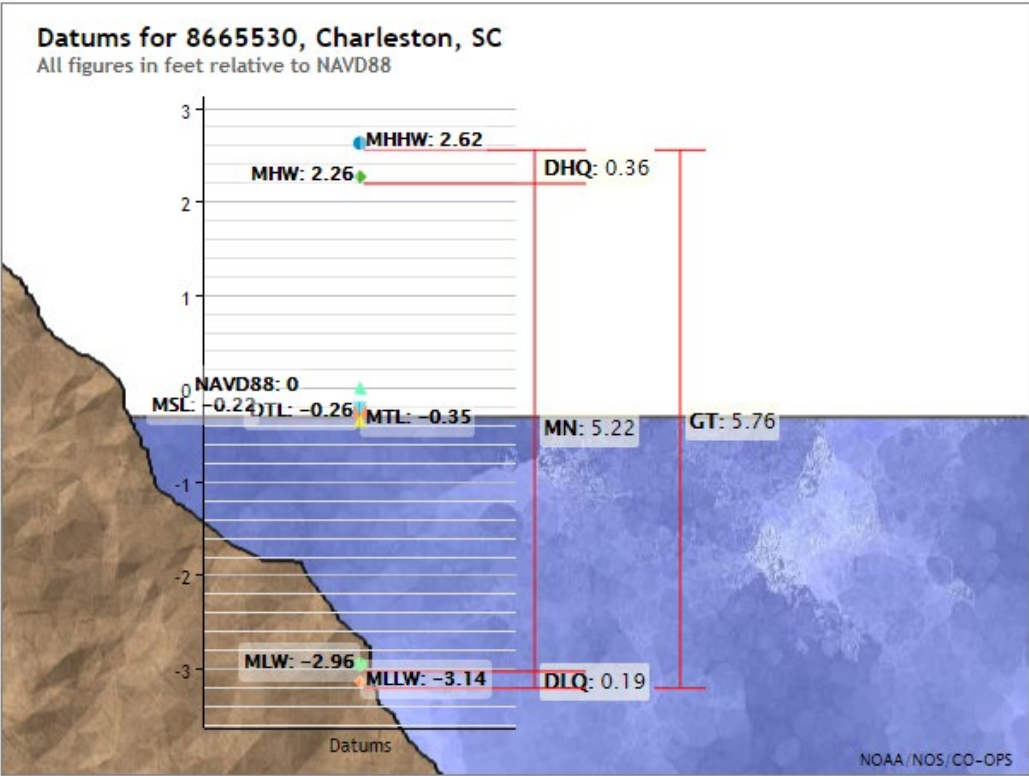 Datums for 8665530, Charleston, SC
All figures in feet relative to NAVD88
3
MHHW: 2.62
DHQ: 0.36
MHW: 2.26
2
1
0
NAVD88: 0
MSL: −0.22
DTL: −0.26
MTL: −0.35
MN: 5.22
GT: 5.76
-1
-2
MLW: −2.96
-3
MLLW: −3.14
DLQ: 0.19
Datums
NOAA/NOS/CO-OPS